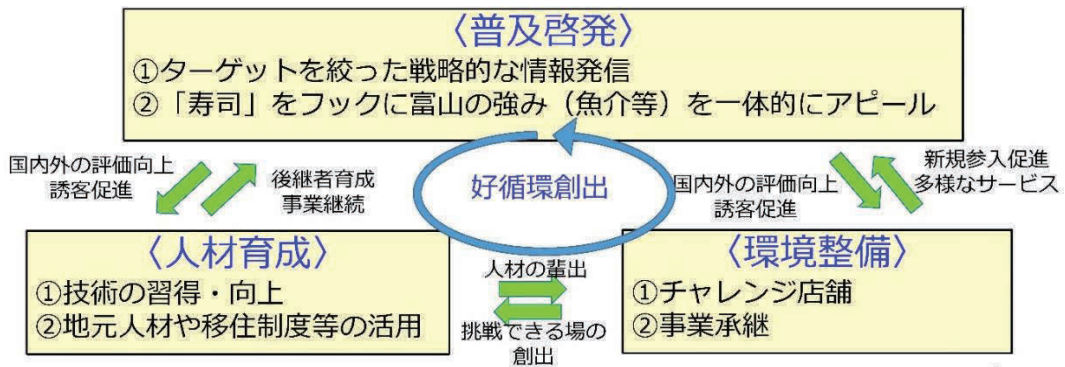 〈普及啓発〉
①ターゲットを絞った戦略的な情報発信
②「寿司」をフックに富山の強み（魚介等）を一体的にアピール
国内外の評価向上
誘客促進
後継者育成
事業継続
好循環創出
国内外の評価向上
誘客促進
新規参入促進
多様なサービス
〈人材育成〉
①技術の習得・向上
②地元人材や移住制度等の活用
人材の輩出
挑戦できる場の
創出
〈環境整備〉
①チャレンジ店舗
②事業承継